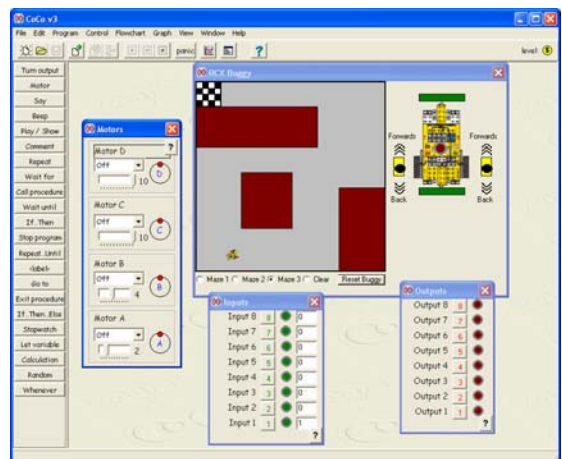 CoCo v3
File Edit Program Control Flowchart Graph View Window Help
panic ? level: 5
Turn output
Motor
Say
Beep
Play / Show
Comment
Repeat
Wait for
Call procedure
Wait until
If..Then
Stop program
Repeat..Until
<label>
Go to
Exit procedure
If..Then..Else
Stopwatch
Let variable
Calculation
Random
Whenever
Motors
?
Motor D
Off
10 D
Motor C
Off
10 C
Motor B
Off
4 B
Motor A
Off
2 A
RCX Buggy
Forwards Forwards
Back Back
Maze 1 Maze 2 Maze 3 Clear Reset Buggy
Inputs
Input 8 8 0
Input 7 7 0
Input 6 6 0
Input 5 5 0
Input 4 4 0
Input 3 3 0
Input 2 2 0
Input 1 1 1
?
Outputs
Output 8 8
Output 7 7
Output 6 6
Output 5 5
Output 4 4
Output 3 3
Output 2 2
Output 1 1
?